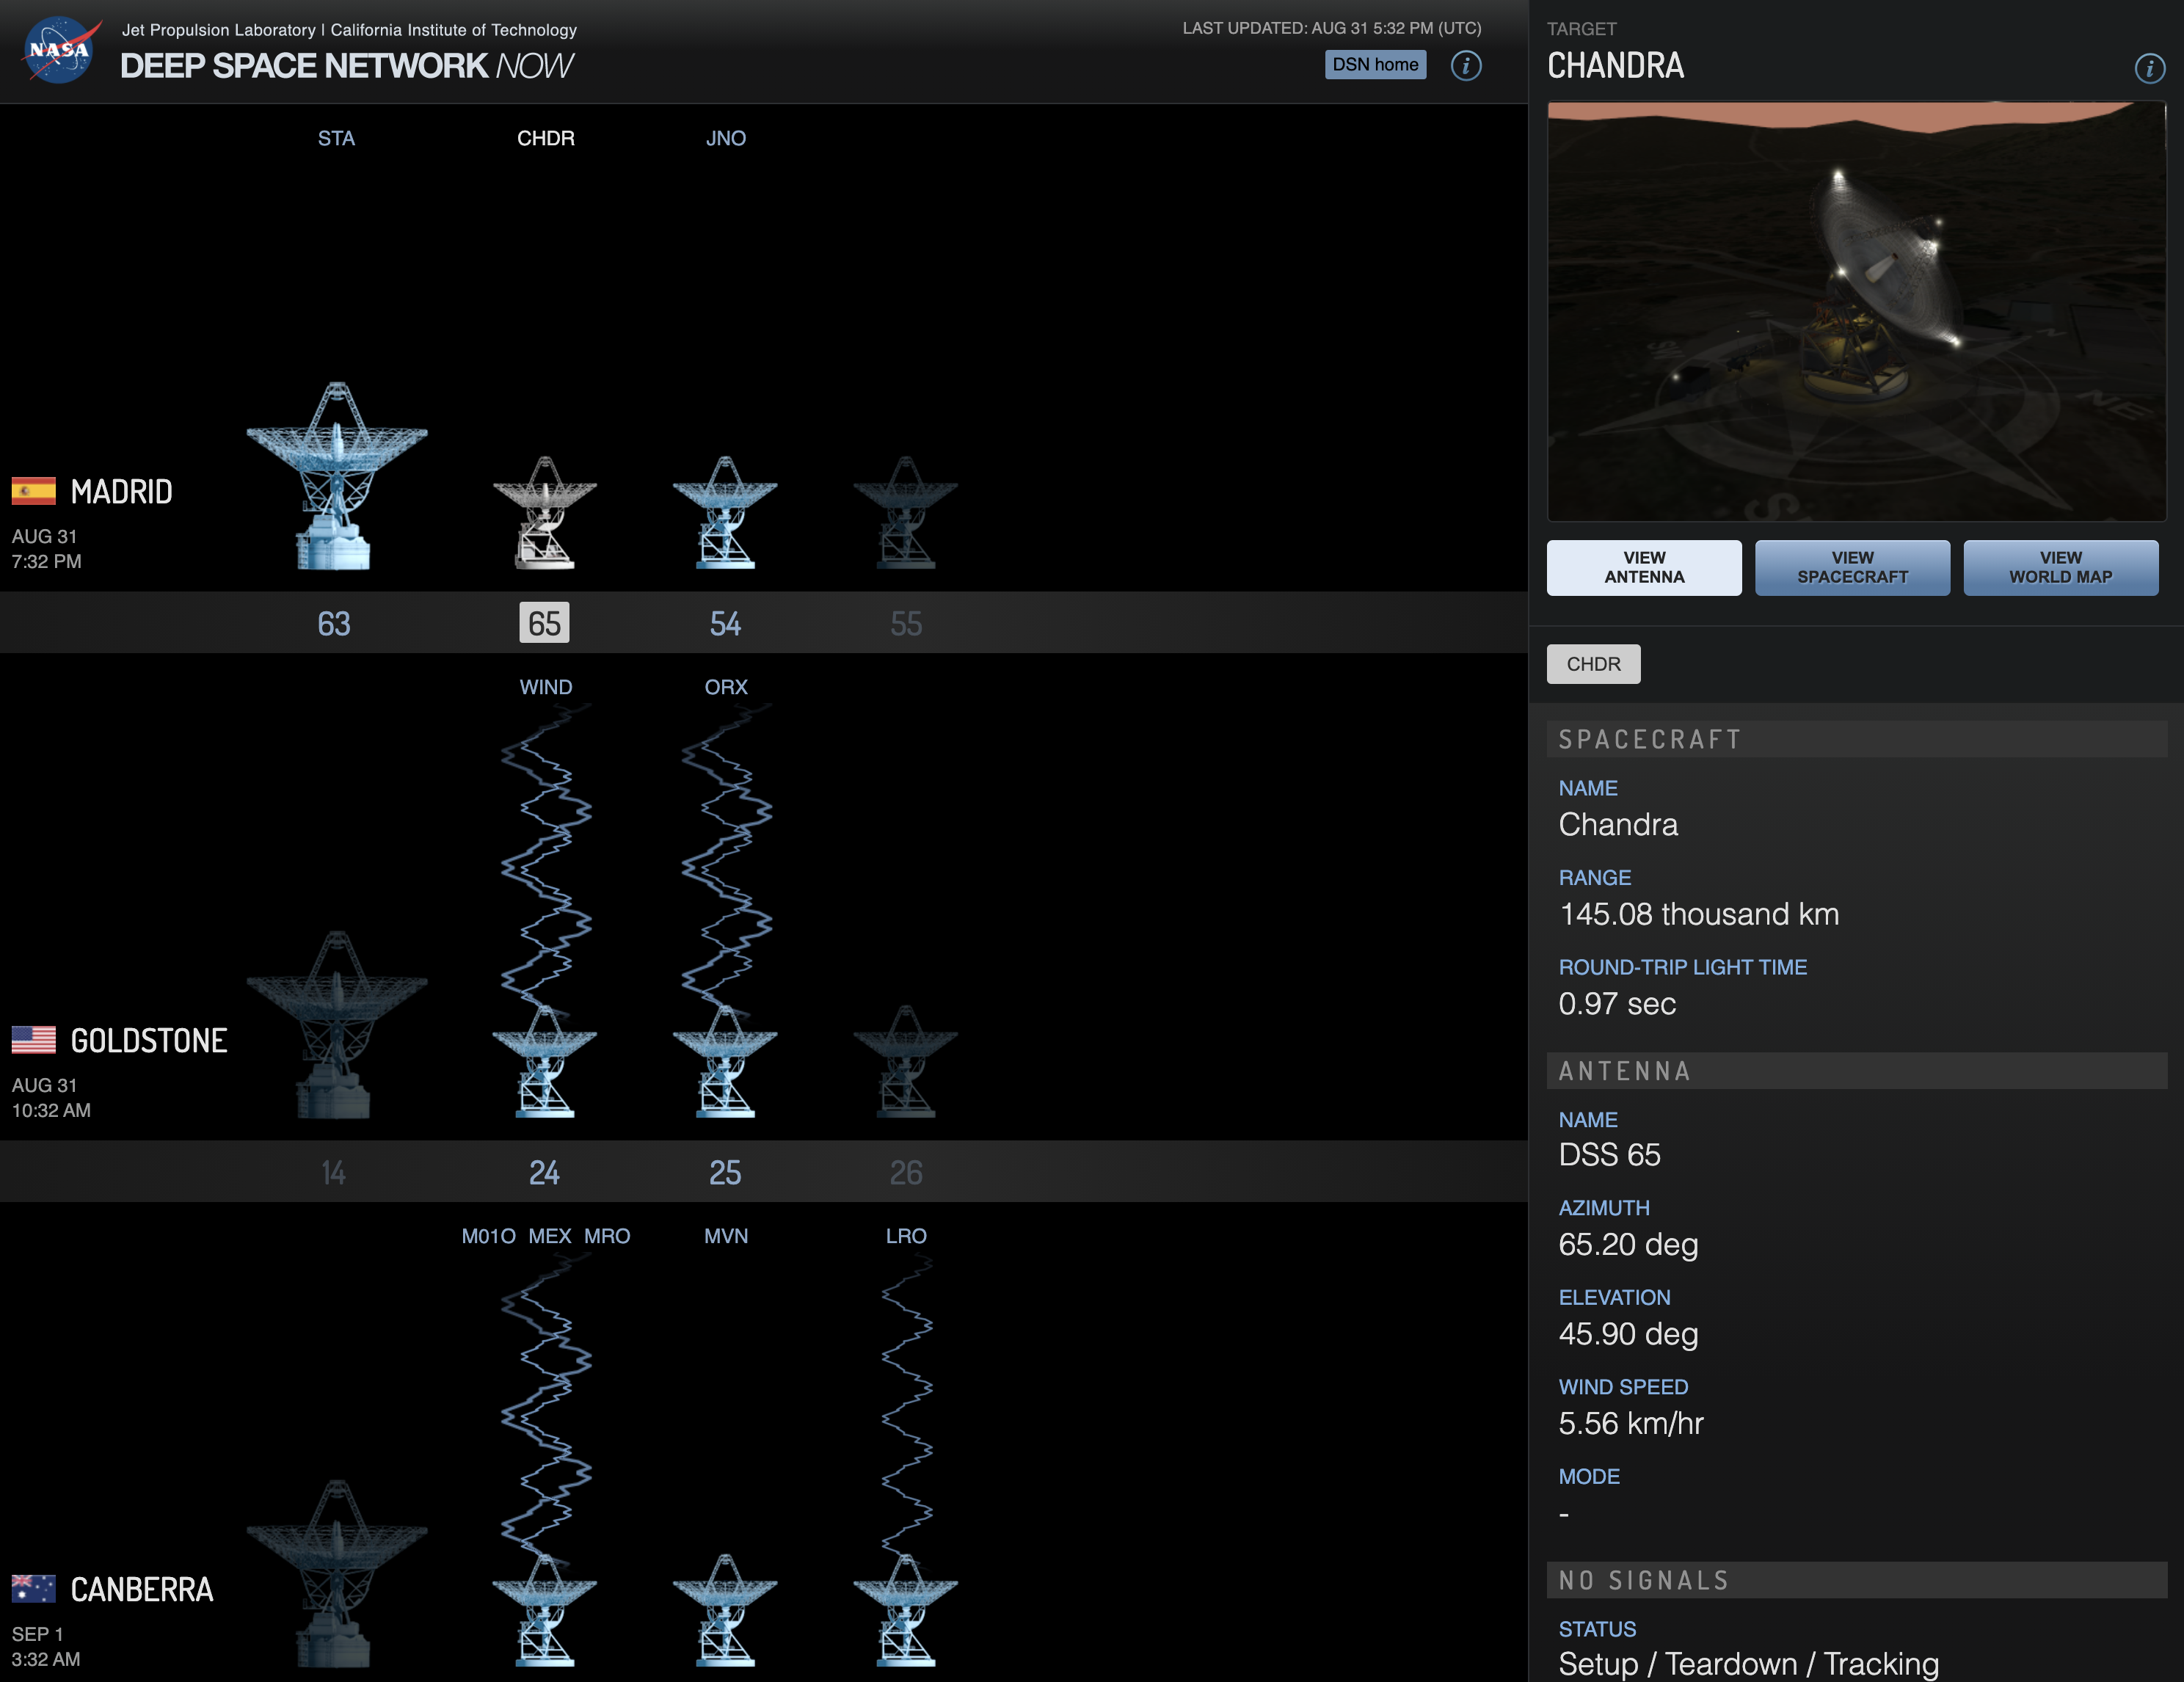 NASA
Jet Propulsion Laboratory | California Institute of Technology
DEEP SPACE NETWORK NOW
LAST UPDATED: AUG 31 5:32 PM (UTC)
DSN home
i
STA CHDR JNO
MADRID
AUG 31
7:32 PM
63 65 54 55
WIND ORX
GOLDSTONE
AUG 31
10:32 AM
14 24 25 26
M01O MEX MRO MVN LRO
CANBERRA
SEP 1
3:32 AM
TARGET
CHANDRA
i
SW
N
NE
S
VIEW
ANTENNA
VIEW
SPACECRAFT
VIEW
WORLD MAP
CHDR
SPACECRAFT
NAME
Chandra
RANGE
145.08 thousand km
ROUND-TRIP LIGHT TIME
0.97 sec
ANTENNA
NAME
DSS 65
AZIMUTH
65.20 deg
ELEVATION
45.90 deg
WIND SPEED
5.56 km/hr
MODE
-
NO SIGNALS
STATUS
Setup / Teardown / Tracking